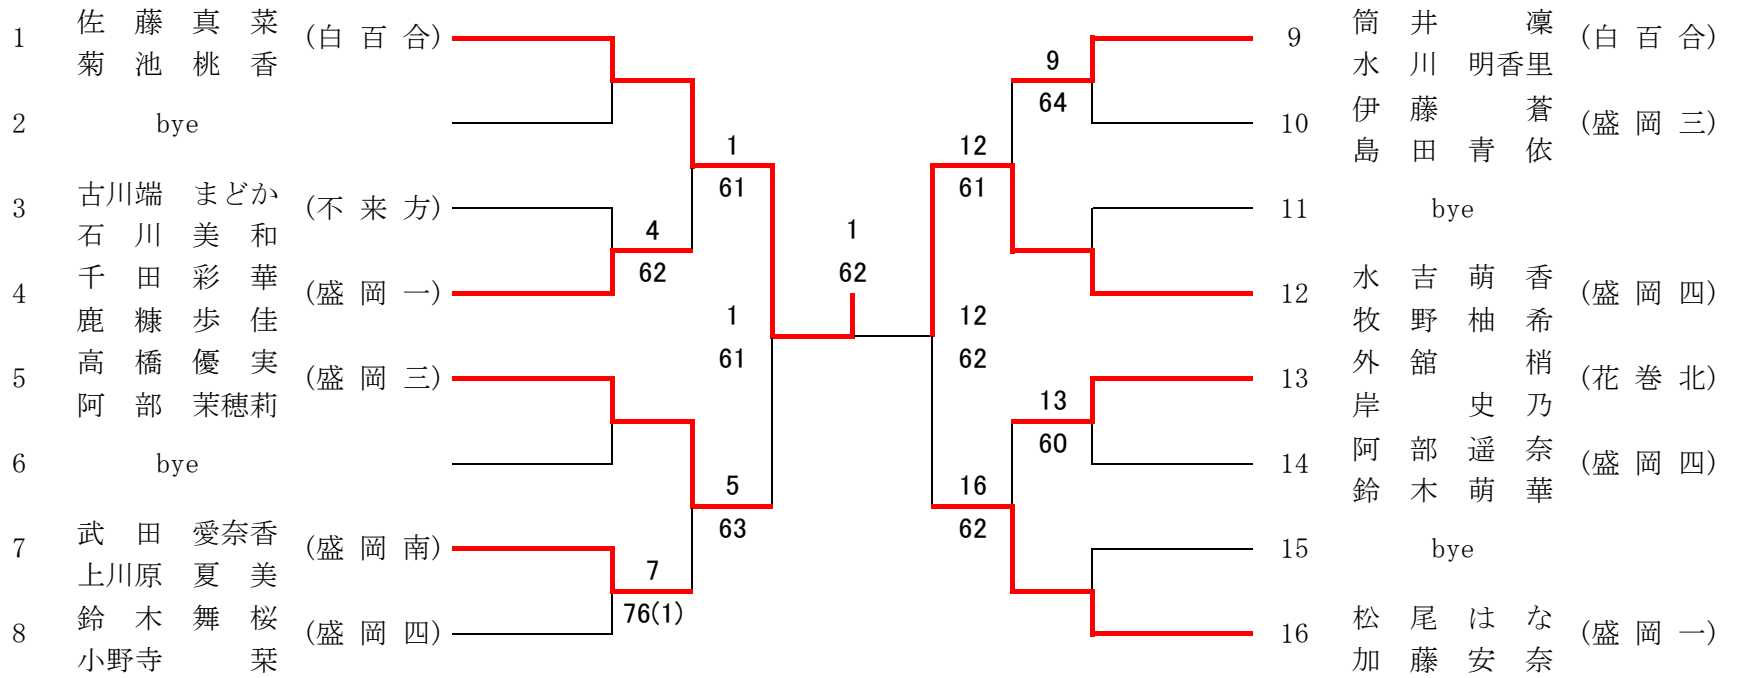 1 佐藤真菜 (白百合)
菊池桃香
2 bye
3 古川端 まどか (不来方)
石川美和
4 千田彩華 (盛岡一)
鹿糠歩佳
5 高橋優実 (盛岡三)
阿部 茉穂莉
6 bye
7 武田 愛奈香 (盛岡南)
上川原 夏美
8 鈴木舞桜 (盛岡四)
小野寺 栞
4
62
7
76(1)
1
61
5
63
1
61
1
62
12
62
12
61
16
62
9
64
13
60
9 筒井 凜 (白百合)
水川 明香里
10 伊藤 蒼 (盛岡三)
島田青依
11 bye
12 水吉萌香 (盛岡四)
牧野柚希
13 外舘 梢 (花巻北)
岸 史乃
14 阿部遥奈 (盛岡四)
鈴木萌華
15 bye
16 松尾はな (盛岡一)
加藤安奈